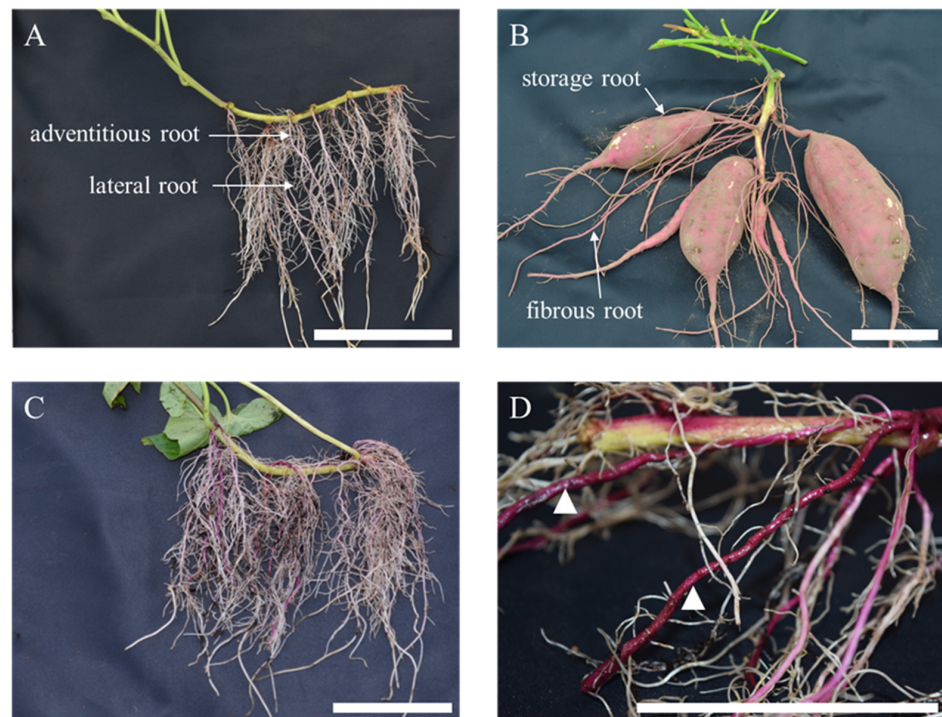 A
adventitious root
lateral root
B
storage root
fibrous root
C
D